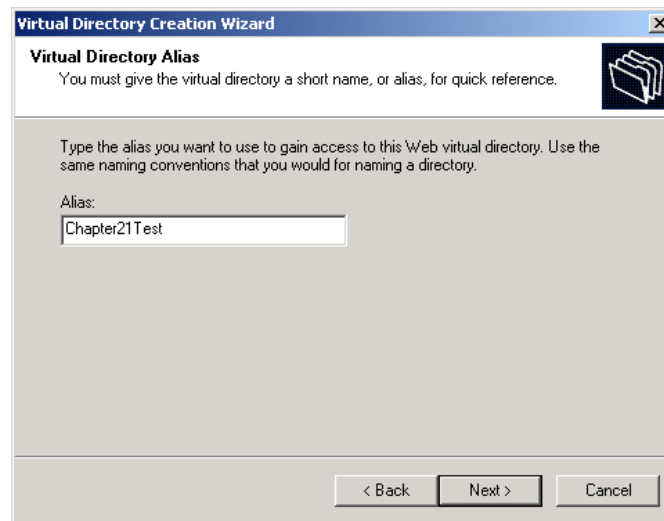 Virtual Directory Creation Wizard
Virtual Directory Alias
You must give the virtual directory a short name, or alias, for quick reference.
Type the alias you want to use to gain access to this Web virtual directory. Use the
same naming conventions that you would for naming a directory.
Alias:
Chapter21Test
< Back Next > Cancel